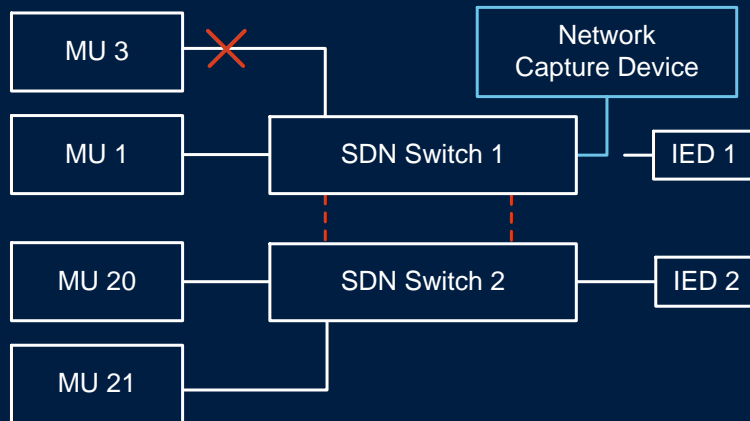 MU 3
Network
Capture Device
MU 1
SDN Switch 1
IED 1
MU 20
SDN Switch 2
IED 2
MU 21